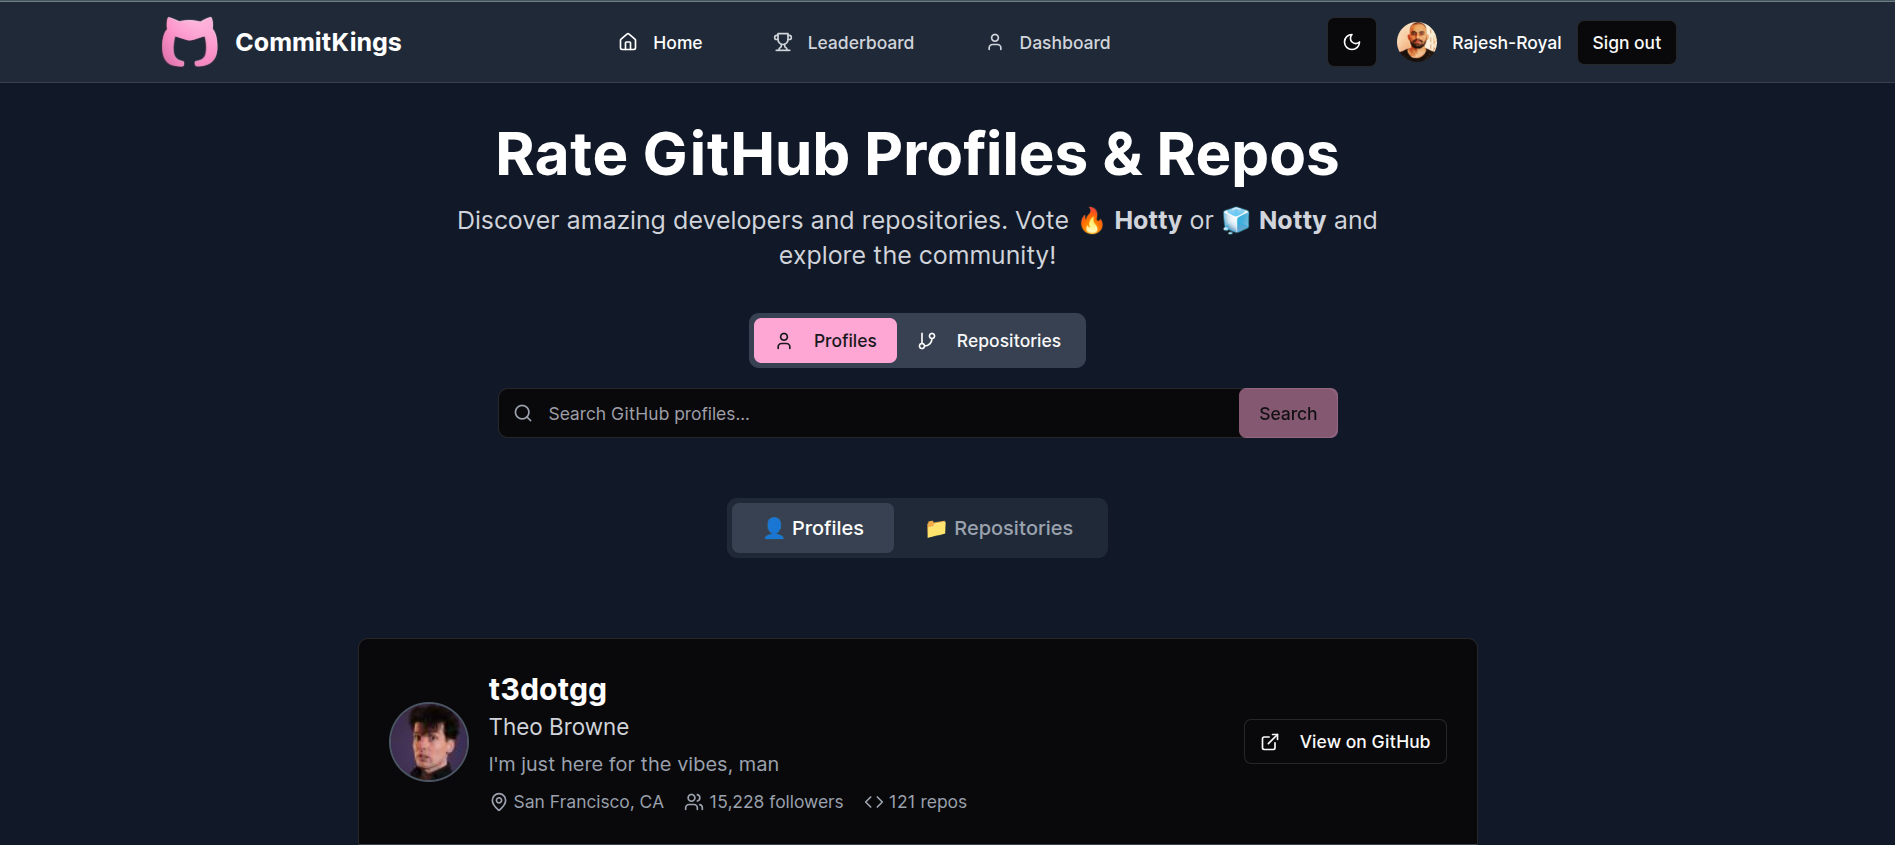 CommitKings
Home
Leaderboard
Dashboard
Rajesh-Royal
Sign out
Rate GitHub Profiles & Repos
Discover amazing developers and repositories. Vote 🔥 Hotty or 🧊 Notty and
explore the community!
Profiles
Repositories
Search GitHub profiles...
Search
👤 Profiles
📁 Repositories
t3dotgg
Theo Browne
I'm just here for the vibes, man
San Francisco, CA
15,228 followers
121 repos
View on GitHub